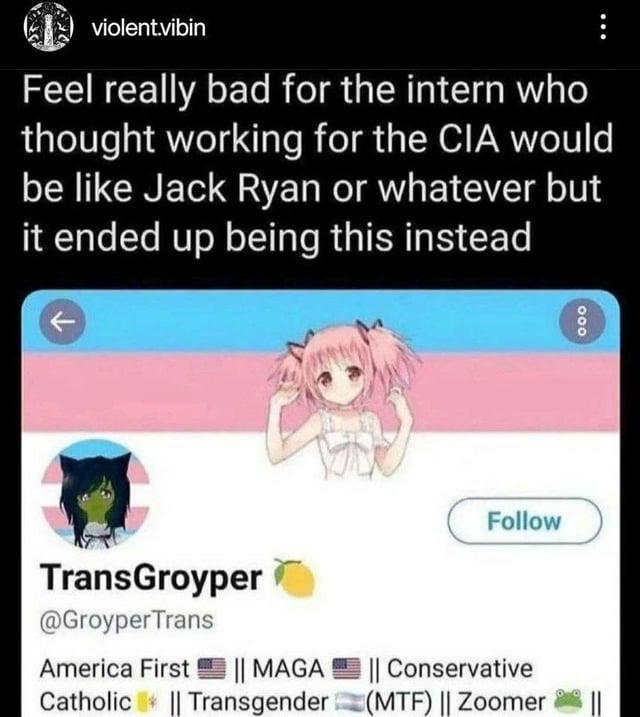 violent.vibin
Feel really bad for the intern who
thought working for the CIA would
be like Jack Ryan or whatever but
it ended up being this instead
Follow
TransGroyper 🍋
@GroyperTrans
America First 🇺🇸 || MAGA 🇺🇸 || Conservative
Catholic 🇻🇦 || Transgender 🏳️‍⚧️(MTF) || Zoomer 🐸 ||